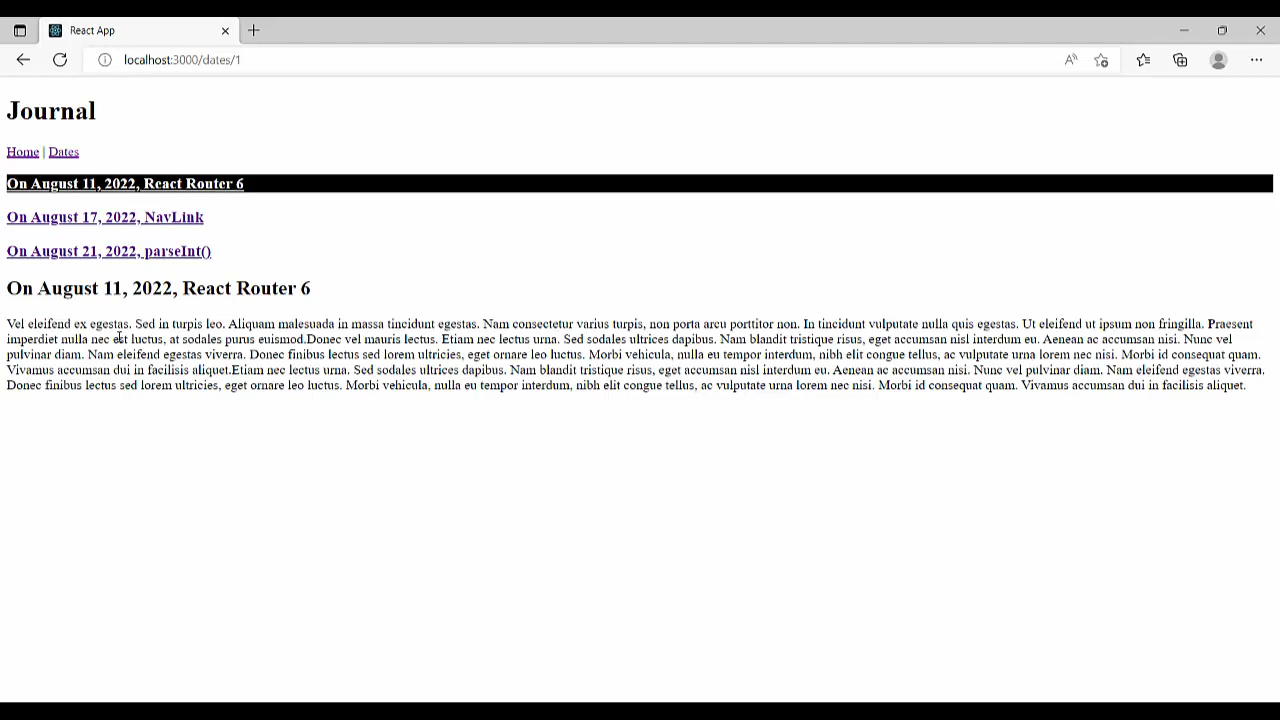 React App
localhost:3000/dates/1
Journal
Home | Dates
On August 11, 2022, React Router 6
On August 17, 2022, NavLink
On August 21, 2022, parseInt()
On August 11, 2022, React Router 6
Vel eleifend ex egestas. Sed in turpis leo. Aliquam malesuada in massa tincidunt egestas. Nam consectetur varius turpis, non porta arcu porttitor non. In tincidunt vulputate nulla quis egestas. Ut eleifend ut ipsum non fringilla. Praesent
imperdiet nulla nec est luctus, at sodales purus euismod.Donec vel mauris lectus. Etiam nec lectus urna. Sed sodales ultrices dapibus. Nam blandit tristique risus, eget accumsan nisl interdum eu. Aenean ac accumsan nisi. Nunc vel
pulvinar diam. Nam eleifend egestas viverra. Donec finibus lectus sed lorem ultricies, eget ornare leo luctus. Morbi vehicula, nulla eu tempor interdum, nibh elit congue tellus, ac vulputate urna lorem nec nisi. Morbi id consequat quam.
Vivamus accumsan dui in facilisis aliquet.Etiam nec lectus urna. Sed sodales ultrices dapibus. Nam blandit tristique risus, eget accumsan nisl interdum eu. Aenean ac accumsan nisi. Nunc vel pulvinar diam. Nam eleifend egestas viverra.
Donec finibus lectus sed lorem ultricies, eget ornare leo luctus. Morbi vehicula, nulla eu tempor interdum, nibh elit congue tellus, ac vulputate urna lorem nec nisi. Morbi id consequat quam. Vivamus accumsan dui in facilisis aliquet.